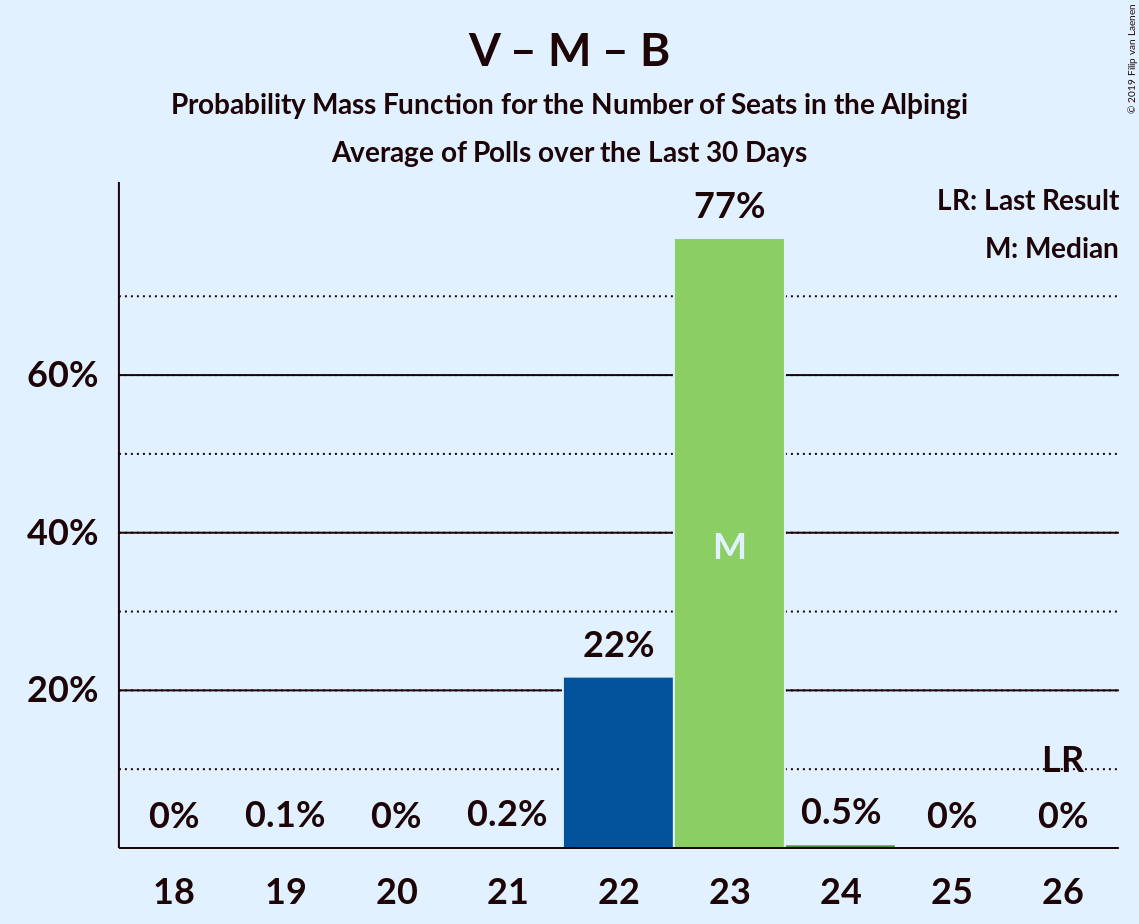 V – M – B
Probability Mass Function for the Number of Seats in the Alþingi
Average of Polls over the Last 30 Days
© 2019 Filip van Laenen
LR: Last Result
M: Median
77%
60%
40%
M
22%
20%
LR
0%
0.1%
0%
0.2%
0.5%
0%
0%
18
19
20
21
22
23
24
25
26